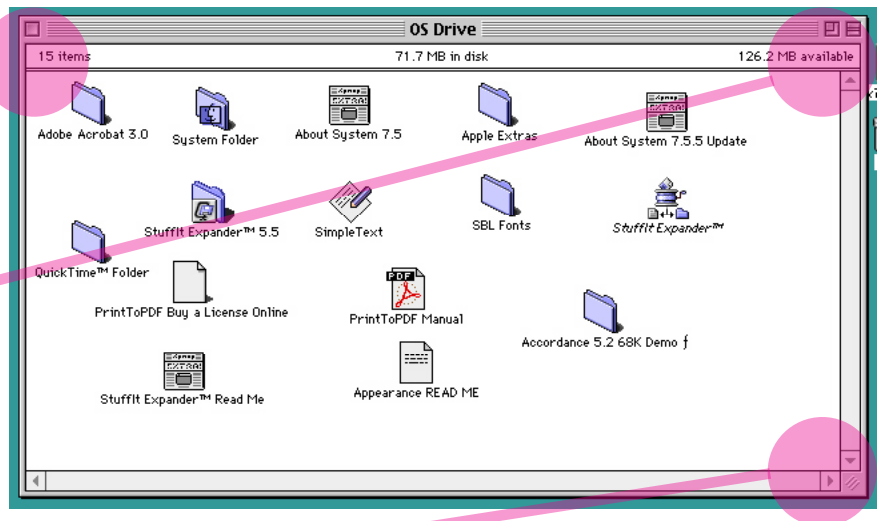 OS Drive
15 items
71.7 MB in disk
126.2 MB available
Adobe Acrobat 3.0
System Folder
About System 7.5
Apple Extras
About System 7.5.5 Update
StuffIt Expander™ 5.5
SimpleText
SBL Fonts
StuffIt Expander™
QuickTime™ Folder
PrintToPDF Buy a License Online
PDF
PrintToPDF Manual
Accordance 5.2 68K Demo ƒ
StuffIt Expander™ Read Me
Appearance READ ME